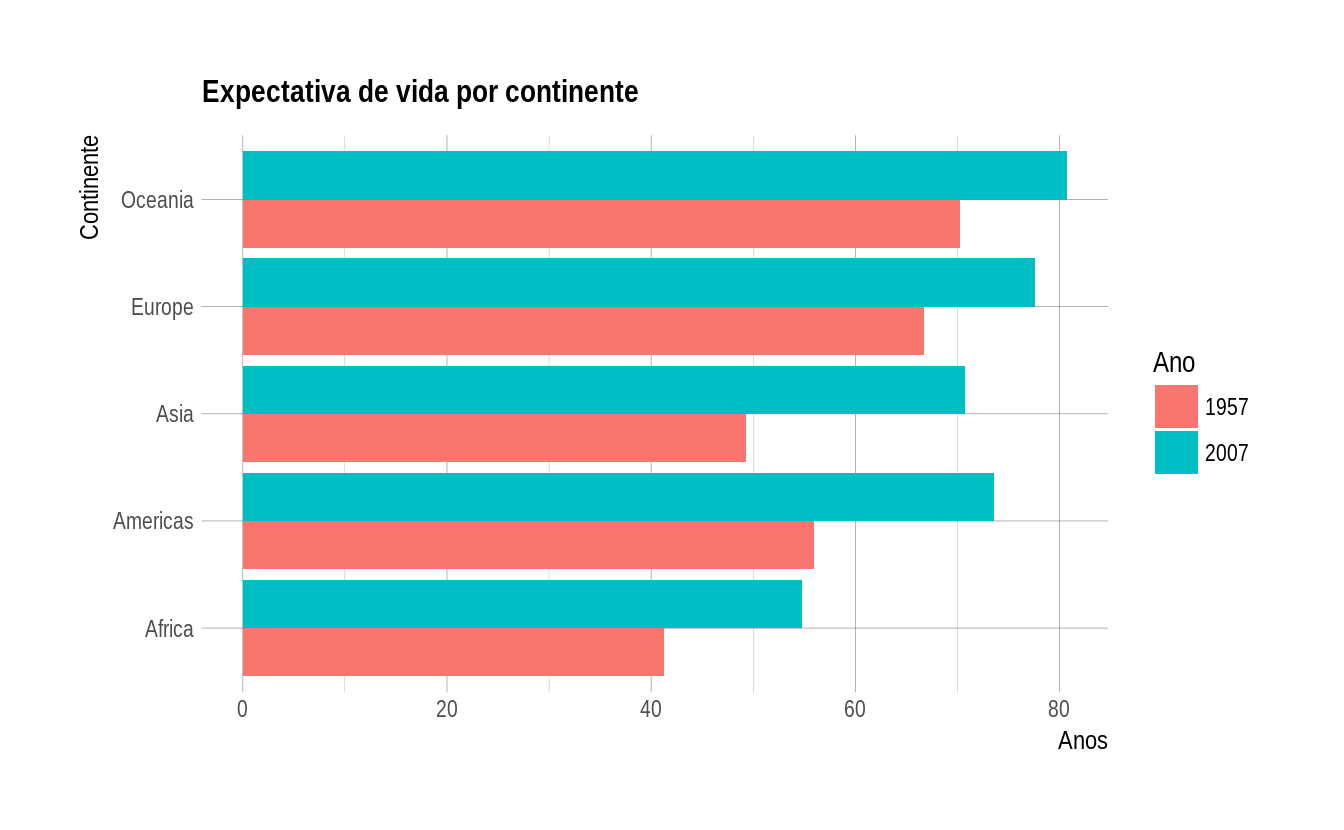 Expectativa de vida por continente
Continente
Oceania
Europe
Asia
Americas
Africa
0 20 40 60 80
Anos
Ano
1957
2007